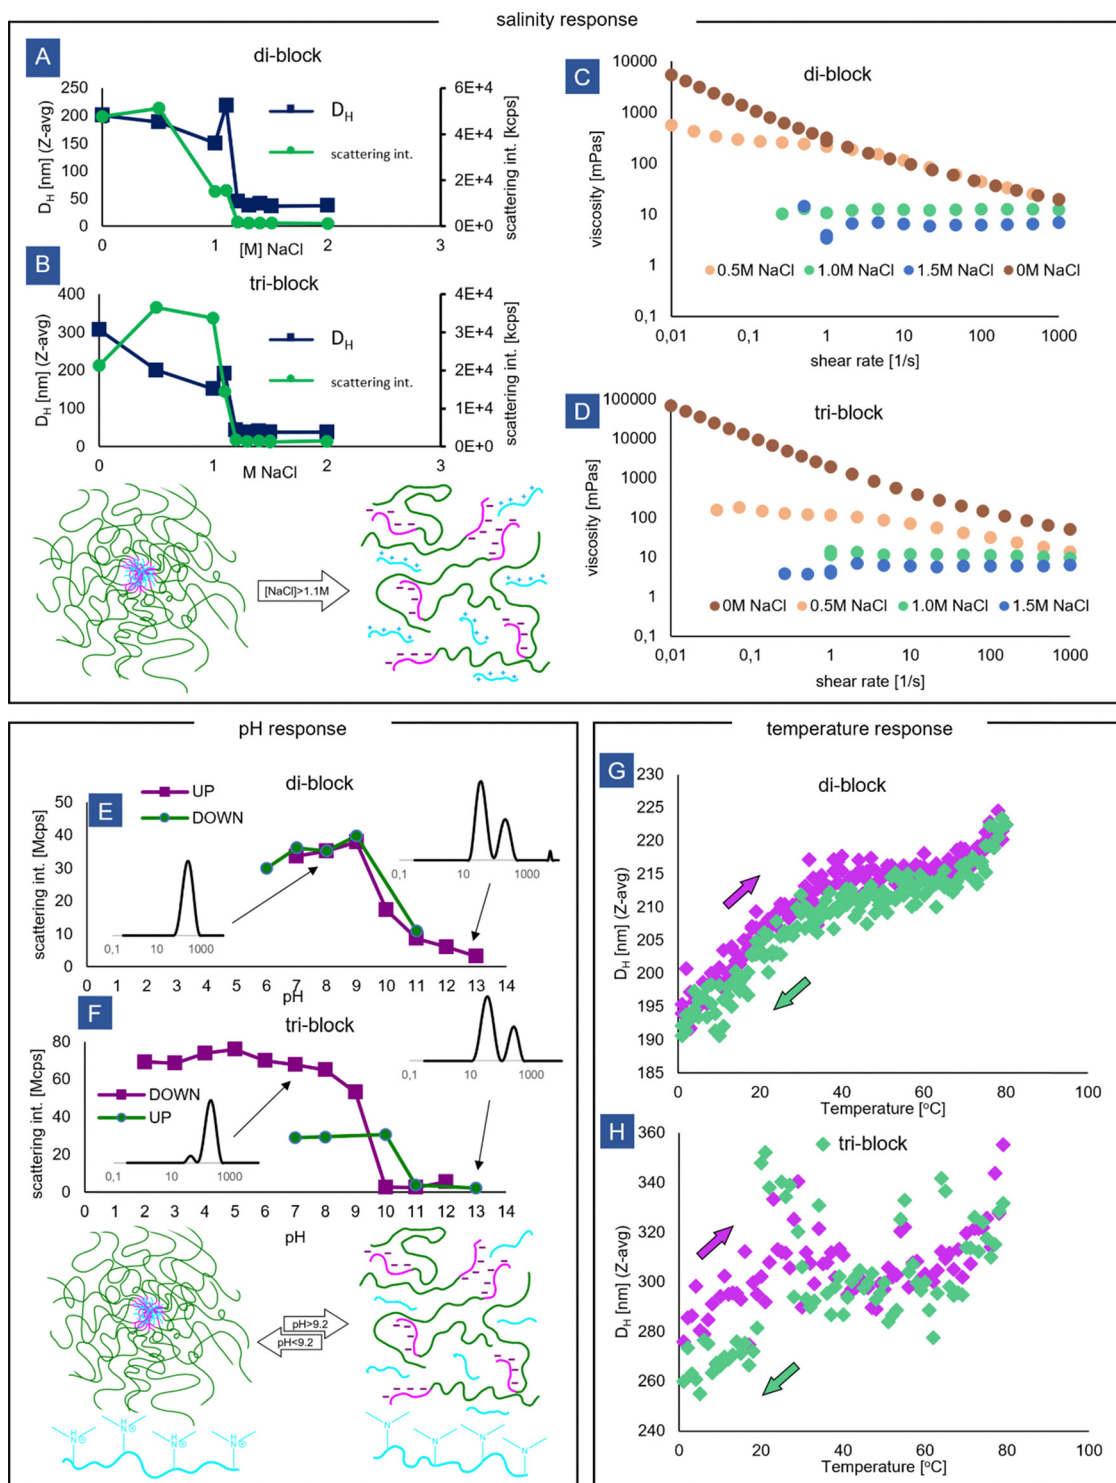 salinity response
A
di-block
D_H [nm] (Z-avg)
250
200
150
100
50
0
D_H
scattering int.
6E+4
4E+4
2E+4
0E+0
scattering int. [kcps]
0 1 2 3
[M] NaCl
B
tri-block
D_H [nm] (Z-avg)
400
300
200
100
0
D_H
scattering int.
4E+4
3E+4
2E+4
1E+4
0E+0
scattering int. [kcps]
0 1 2 3
M NaCl
[NaCl]>1.1M
C
di-block
viscosity [mPas]
10000
1000
100
10
1
0,1
0.5M NaCl 1.0M NaCl 1.5M NaCl 0M NaCl
0,01 0,1 1 10 100 1000
shear rate [1/s]
D
tri-block
viscosity [mPas]
100000
10000
1000
100
10
1
0,1
0M NaCl 0.5M NaCl 1.0M NaCl 1.5M NaCl
0,01 0,1 1 10 100 1000
shear rate [1/s]
pH response
E
di-block
UP
DOWN
scattering int. [Mcps]
50
40
30
20
10
0
0,1 10 1000
0,1 10 1000
0 1 2 3 4 5 6 7 8 9 10 11 12 13 14
pH
F
tri-block
DOWN
UP
scattering int. [Mcps]
80
60
40
20
0
0,1 10 1000
0,1 10 1000
0 1 2 3 4 5 6 7 8 9 10 11 12 13 14
pH
pH>9.2
pH<9.2
H
N
H
N
H
N
H
N
N
N
N
N
temperature response
G
di-block
D_H [nm] (Z-avg)
230
225
220
215
210
205
200
195
190
185
0 20 40 60 80 100
Temperature [°C]
H
tri-block
D_H [nm] (Z-avg)
360
340
320
300
280
260
240
0 20 40 60 80 100
Temperature [°C]